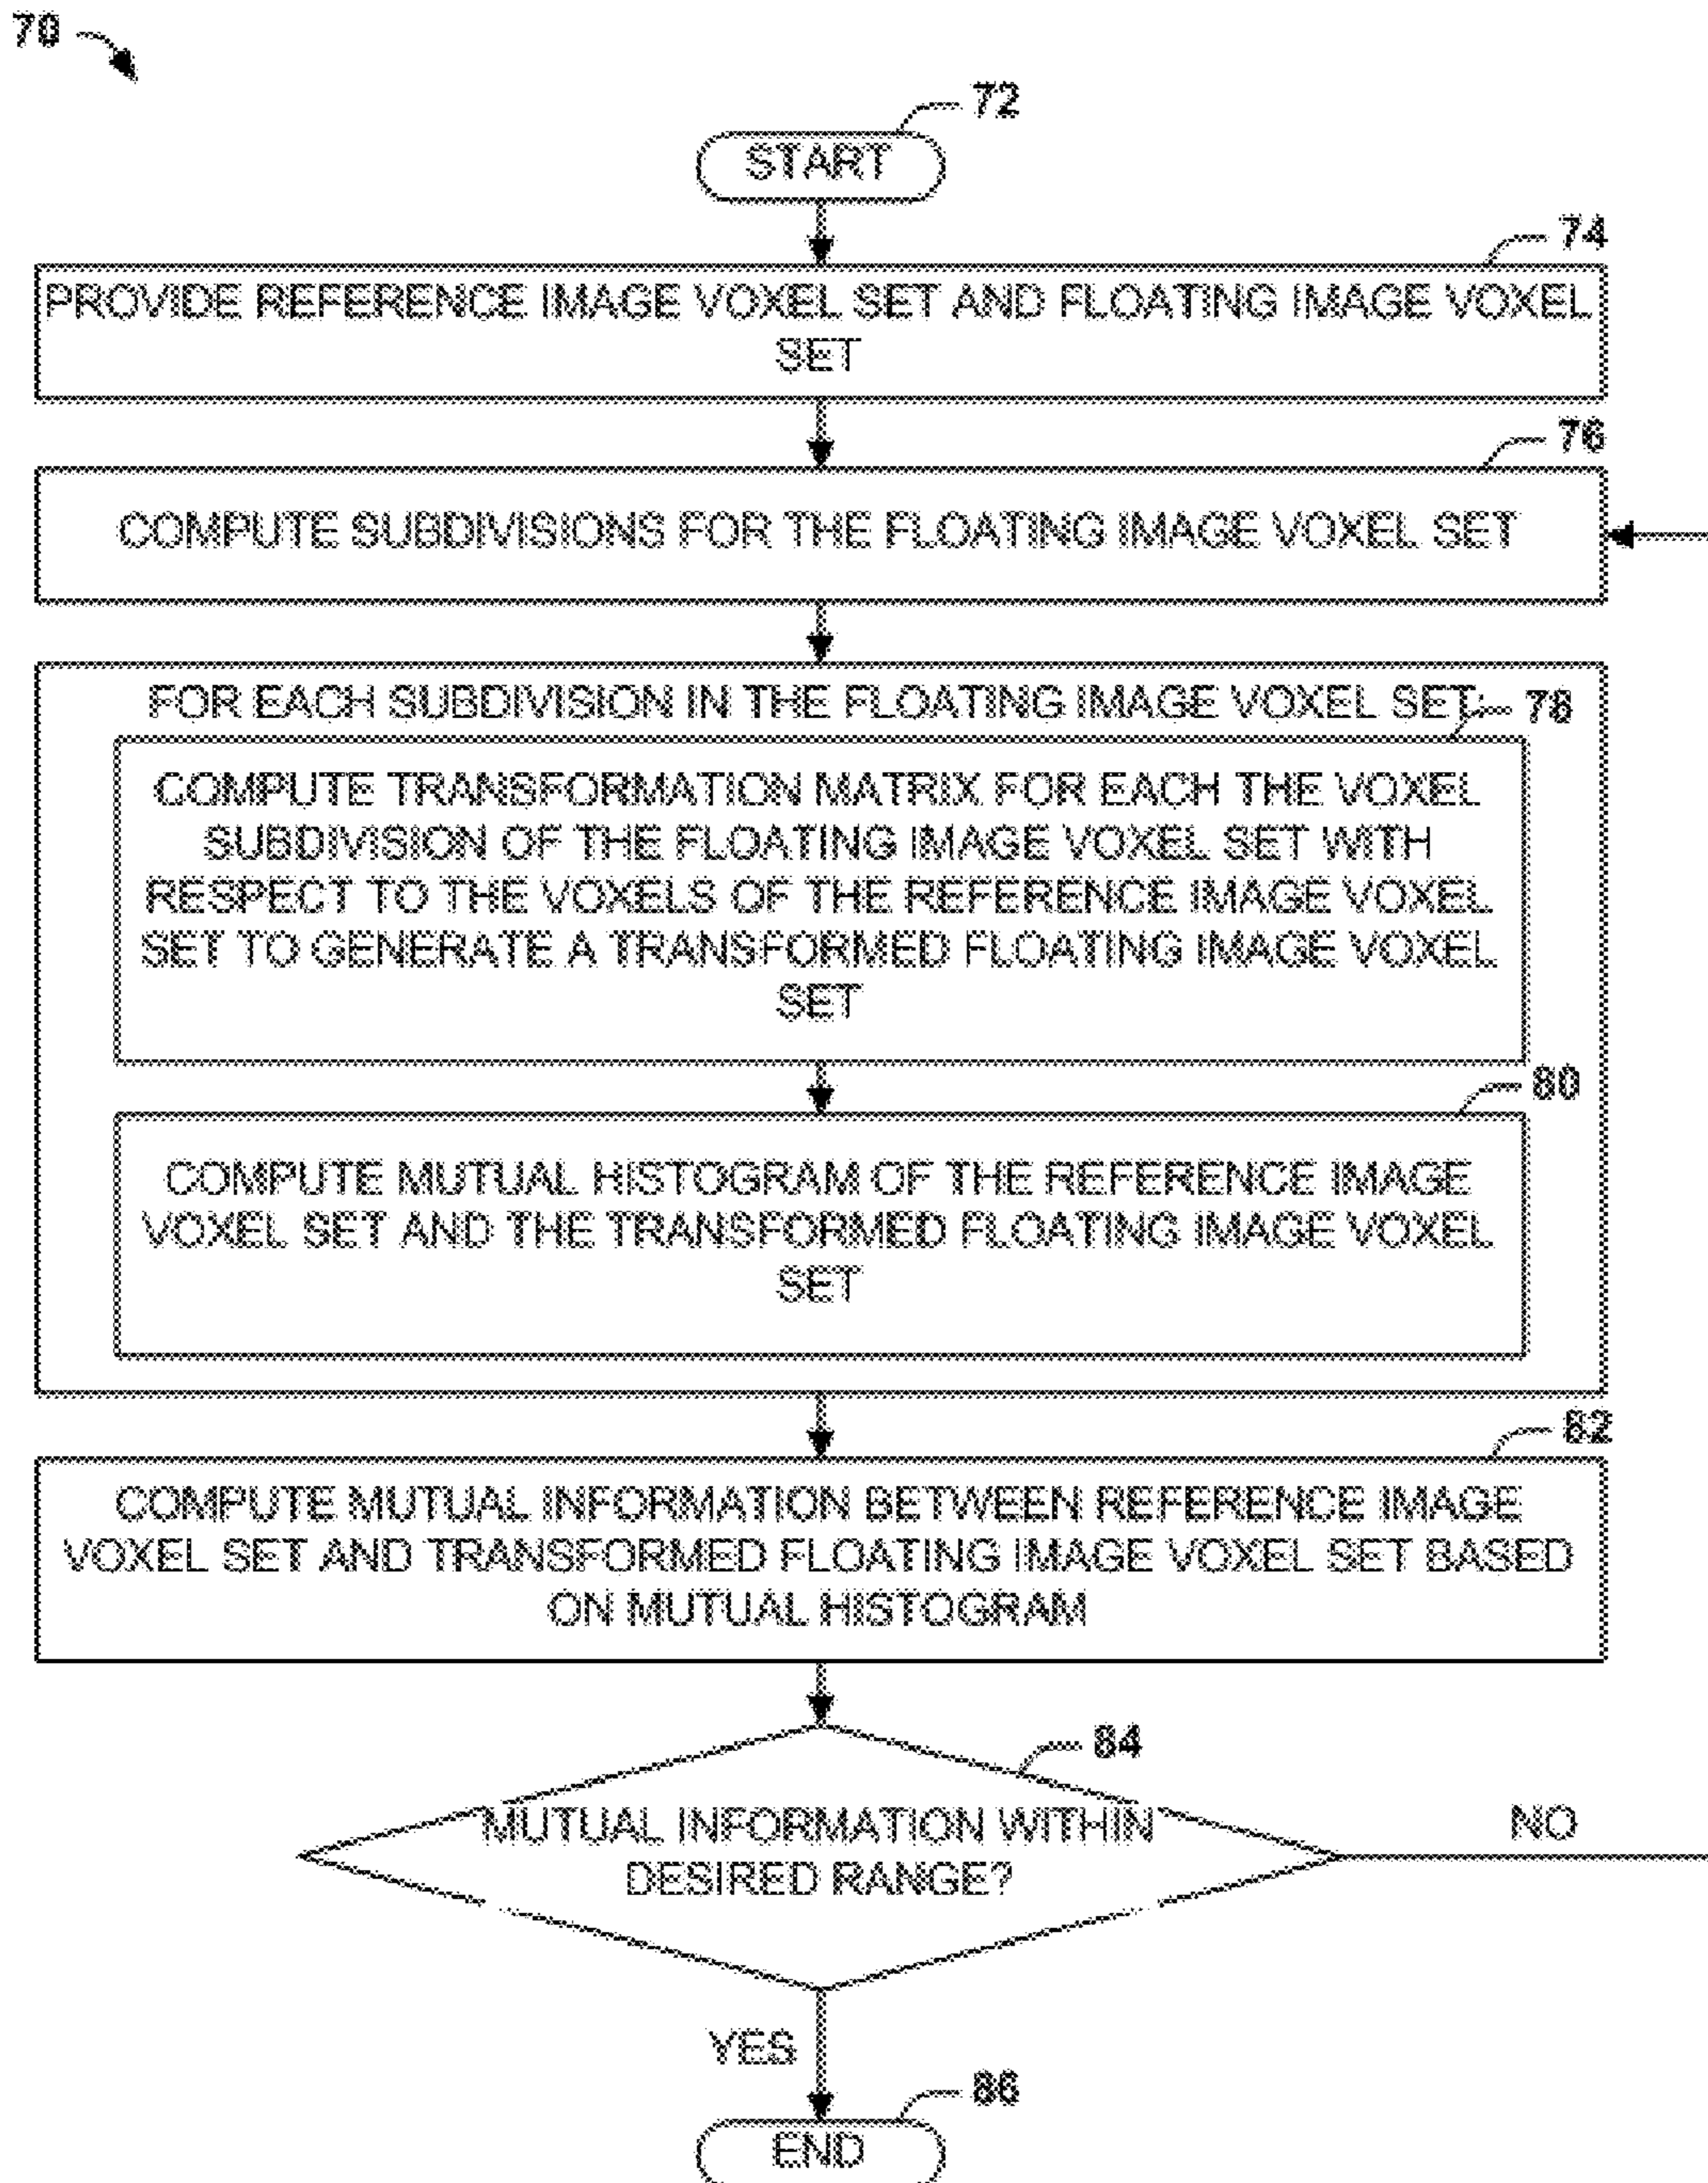 70
72
START
74
PROVIDE REFERENCE IMAGE VOXEL SET AND FLOATING IMAGE VOXEL
SET
76
COMPUTE SUBDIVISIONS FOR THE FLOATING IMAGE VOXEL SET
FOR EACH SUBDIVISION IN THE FLOATING IMAGE VOXEL SET:
78
COMPUTE TRANSFORMATION MATRIX FOR EACH THE VOXEL
SUBDIVISION OF THE FLOATING IMAGE VOXEL SET WITH
RESPECT TO THE VOXELS OF THE REFERENCE IMAGE VOXEL
SET TO GENERATE A TRANSFORMED FLOATING IMAGE VOXEL
SET
80
COMPUTE MUTUAL HISTOGRAM OF THE REFERENCE IMAGE
VOXEL SET AND THE TRANSFORMED FLOATING IMAGE VOXEL
SET
82
COMPUTE MUTUAL INFORMATION BETWEEN REFERENCE IMAGE
VOXEL SET AND TRANSFORMED FLOATING IMAGE VOXEL SET BASED
ON MUTUAL HISTOGRAM
84
MUTUAL INFORMATION WITHIN
DESIRED RANGE?
NO
YES
86
END